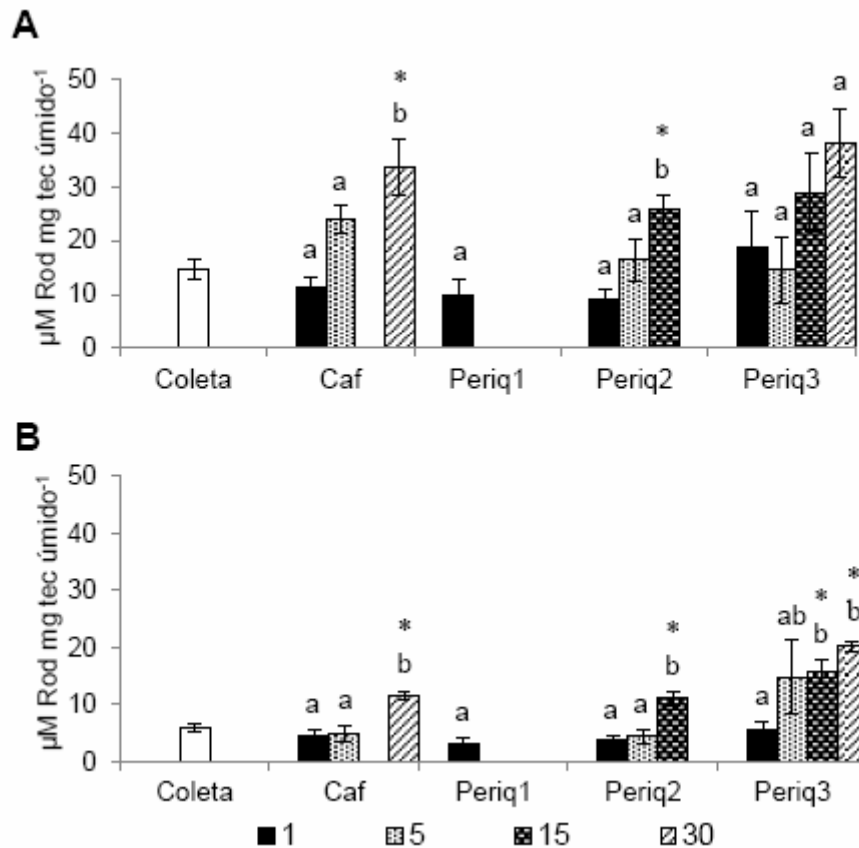 A
µM Rod mg tec úmido-1
50
40
30
20
10
0
a
a
*
b
a
a
a
*
b
a
a
a
a
Coleta
Caf
Periq1
Periq2
Periq3
B
µM Rod mg tec úmido-1
50
40
30
20
10
0
a
a
*
b
a
a
a
*
b
a
ab
*
b
*
b
Coleta
Caf
Periq1
Periq2
Periq3
1
5
15
30